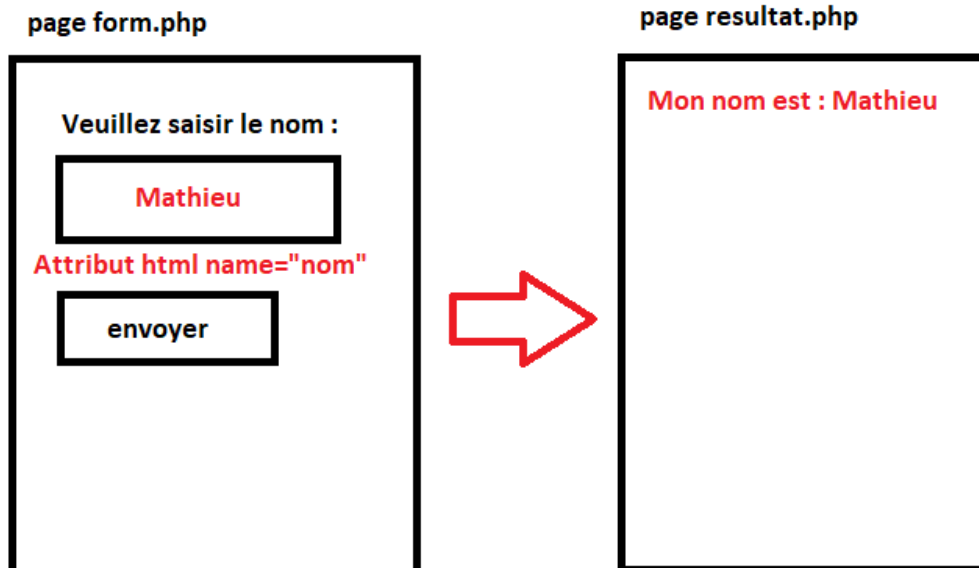 page form.php
Veuillez saisir le nom :
Mathieu
Attribut html name="nom"
envoyer
page resultat.php
Mon nom est : Mathieu